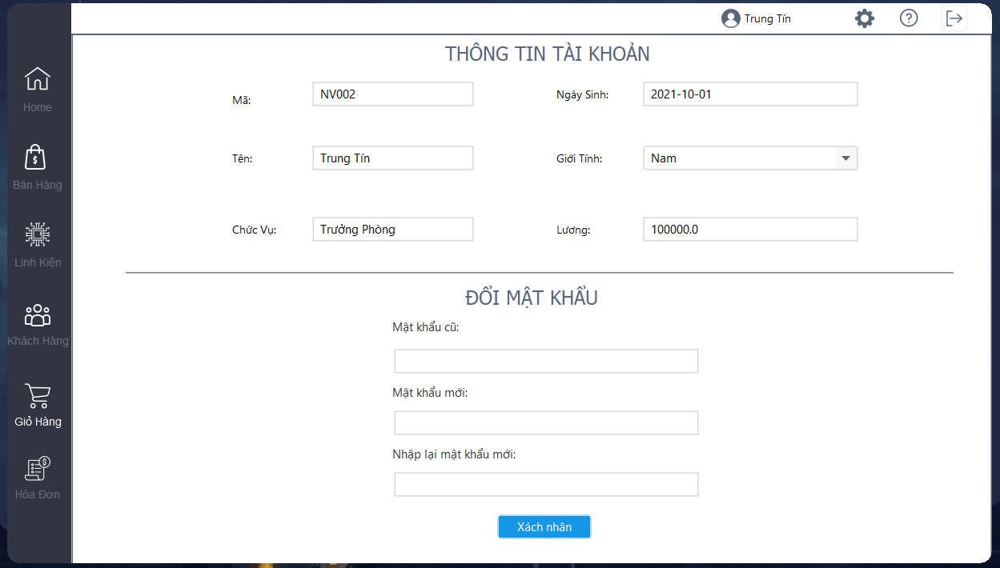 Trung Tín
Home
Bán Hàng
Linh Kiện
Khách Hàng
Giỏ Hàng
Hóa Đơn
THÔNG TIN TÀI KHOẢN
Mã: NV002 Ngày Sinh: 2021-10-01
Tên: Trung Tín Giới Tính: Nam
Chức Vụ: Trưởng Phòng Lương: 100000.0
ĐỔI MẬT KHẨU
Mật khẩu cũ:
Mật khẩu mới:
Nhập lại mật khẩu mới:
Xách nhân